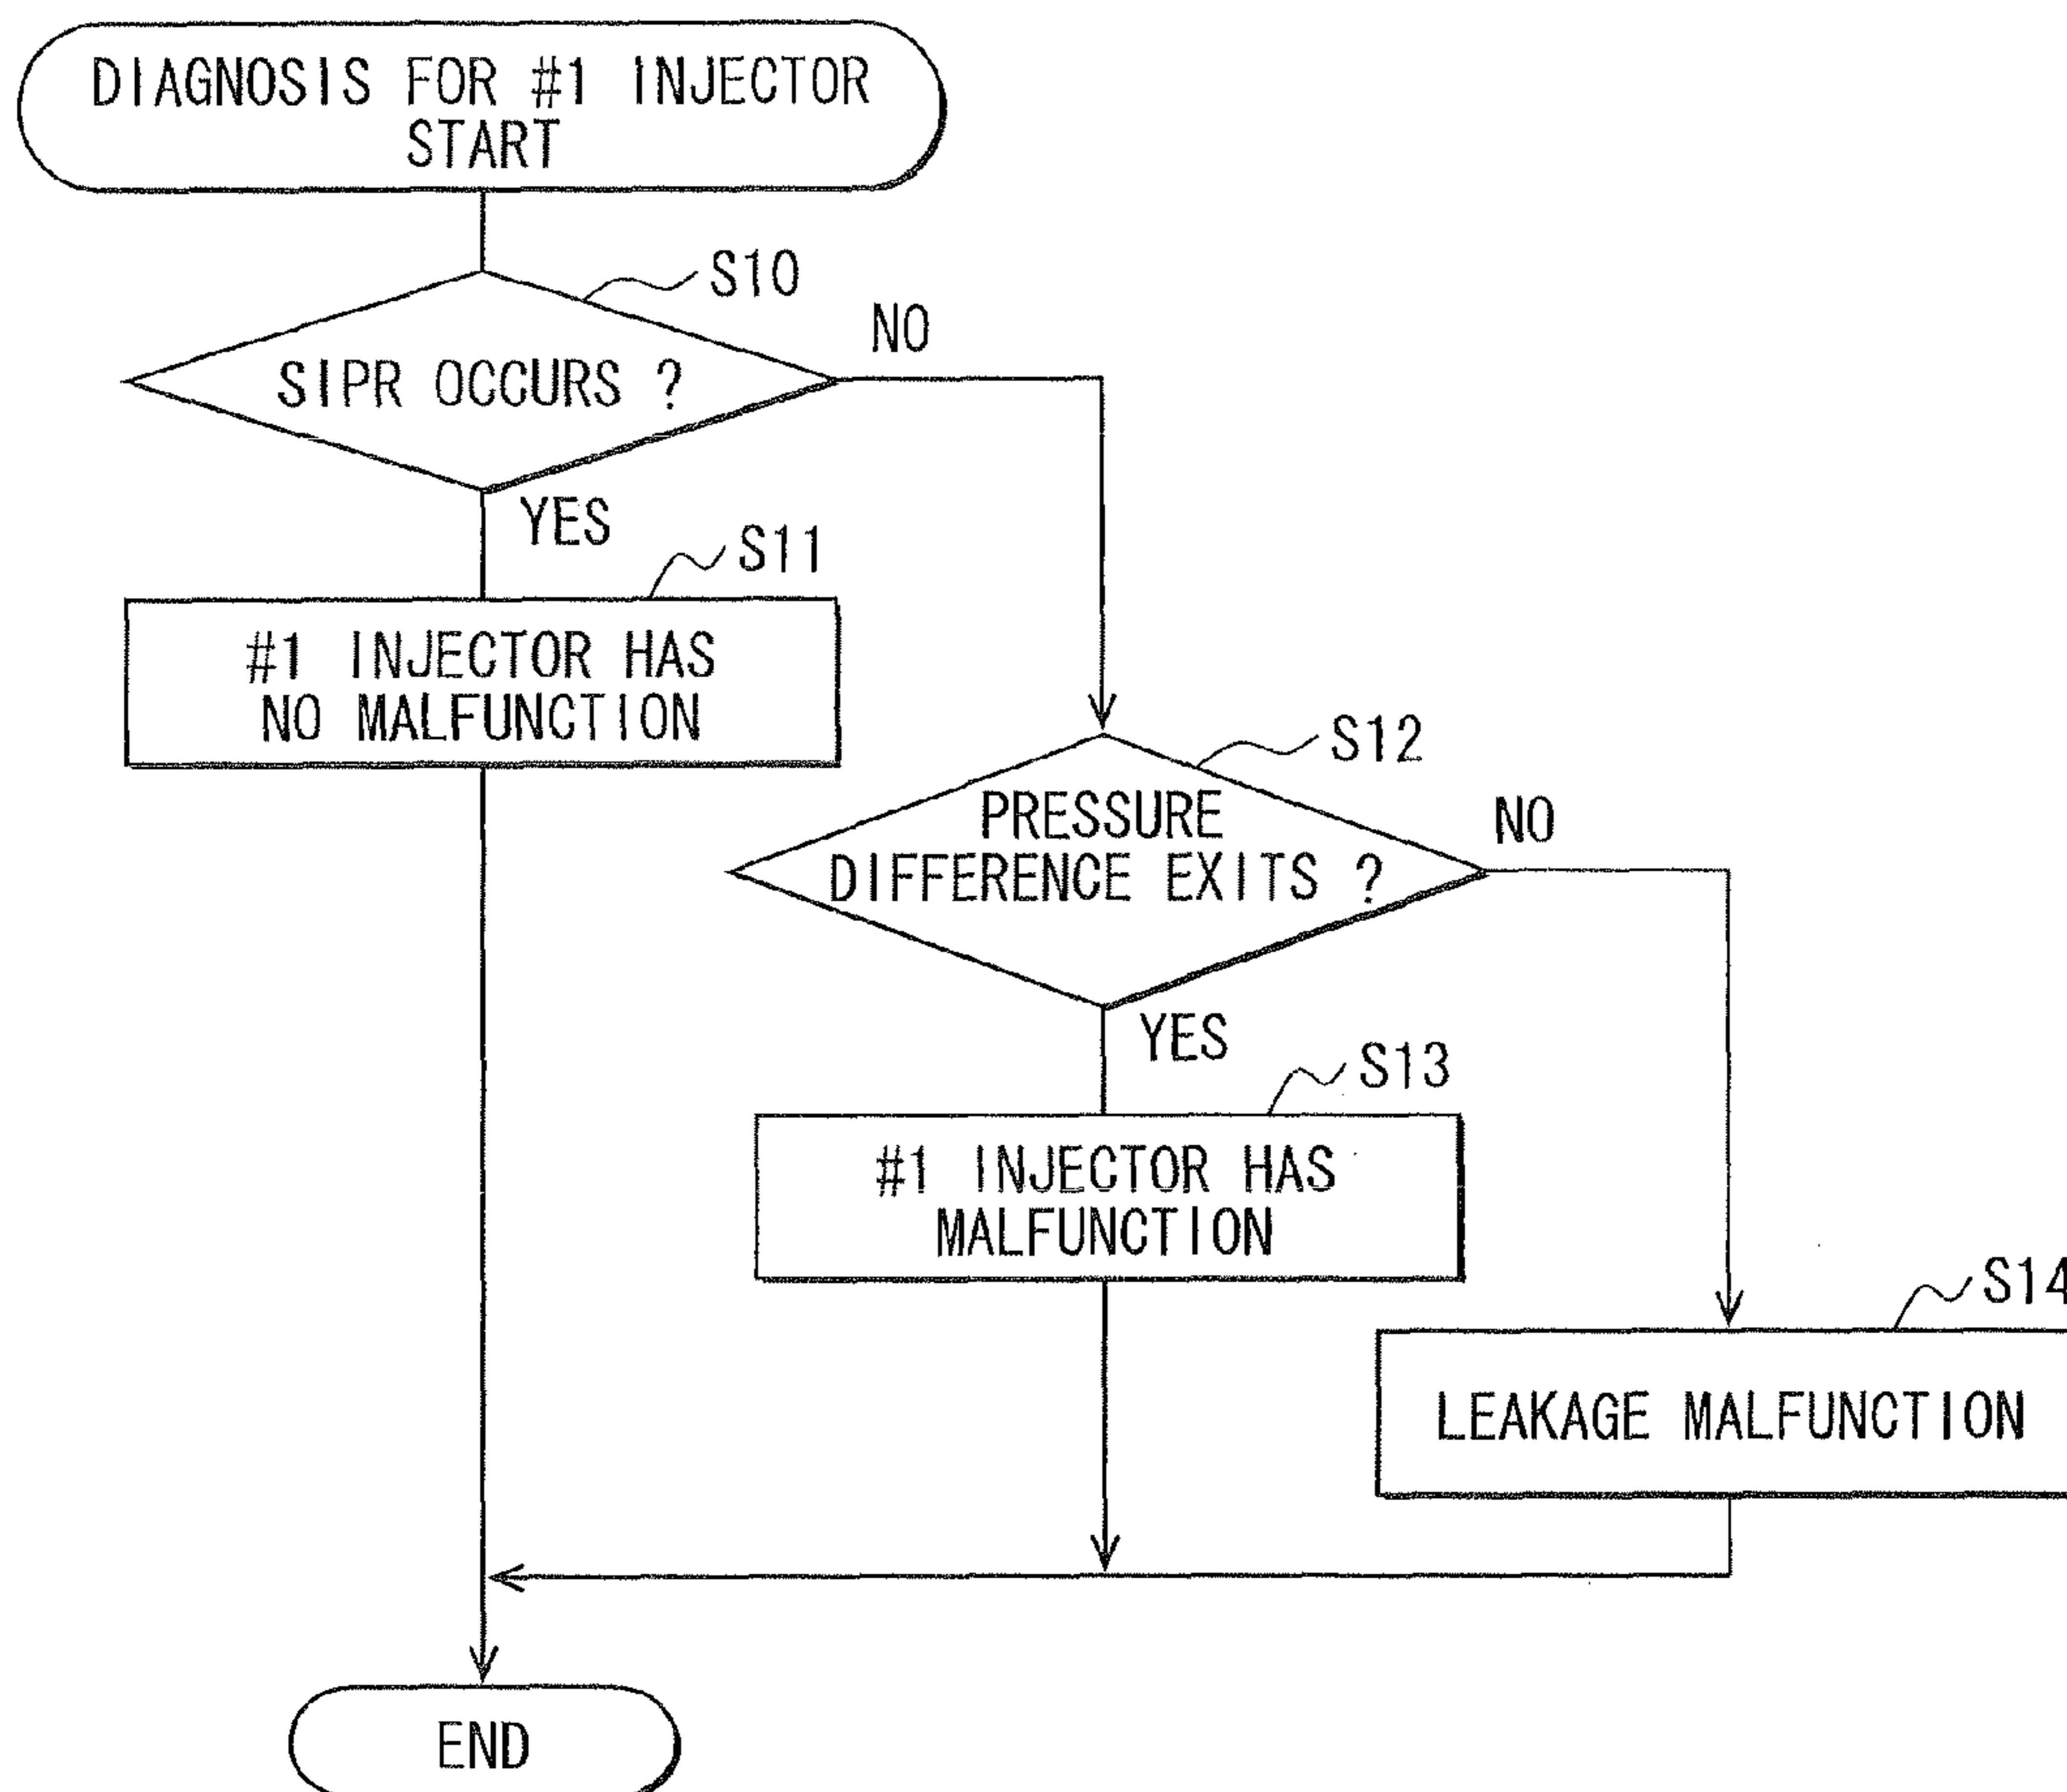 DIAGNOSIS FOR #1 INJECTOR
START
S10
NO
SIPR OCCURS ?
YES
S11
#1 INJECTOR HAS
NO MALFUNCTION
S12
PRESSURE
DIFFERENCE EXITS ?
NO
YES
S13
#1 INJECTOR HAS
MALFUNCTION
S14
LEAKAGE MALFUNCTION
END